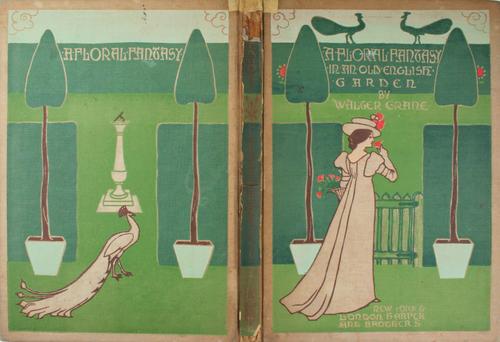 A FLORAL FANTASY
A FLORAL FANTASY
IN AN OLD ENGLISH
GARDEN
BY
WALTER CRANE
NEW YORK &
LONDON HARPER
AND BROTHERS